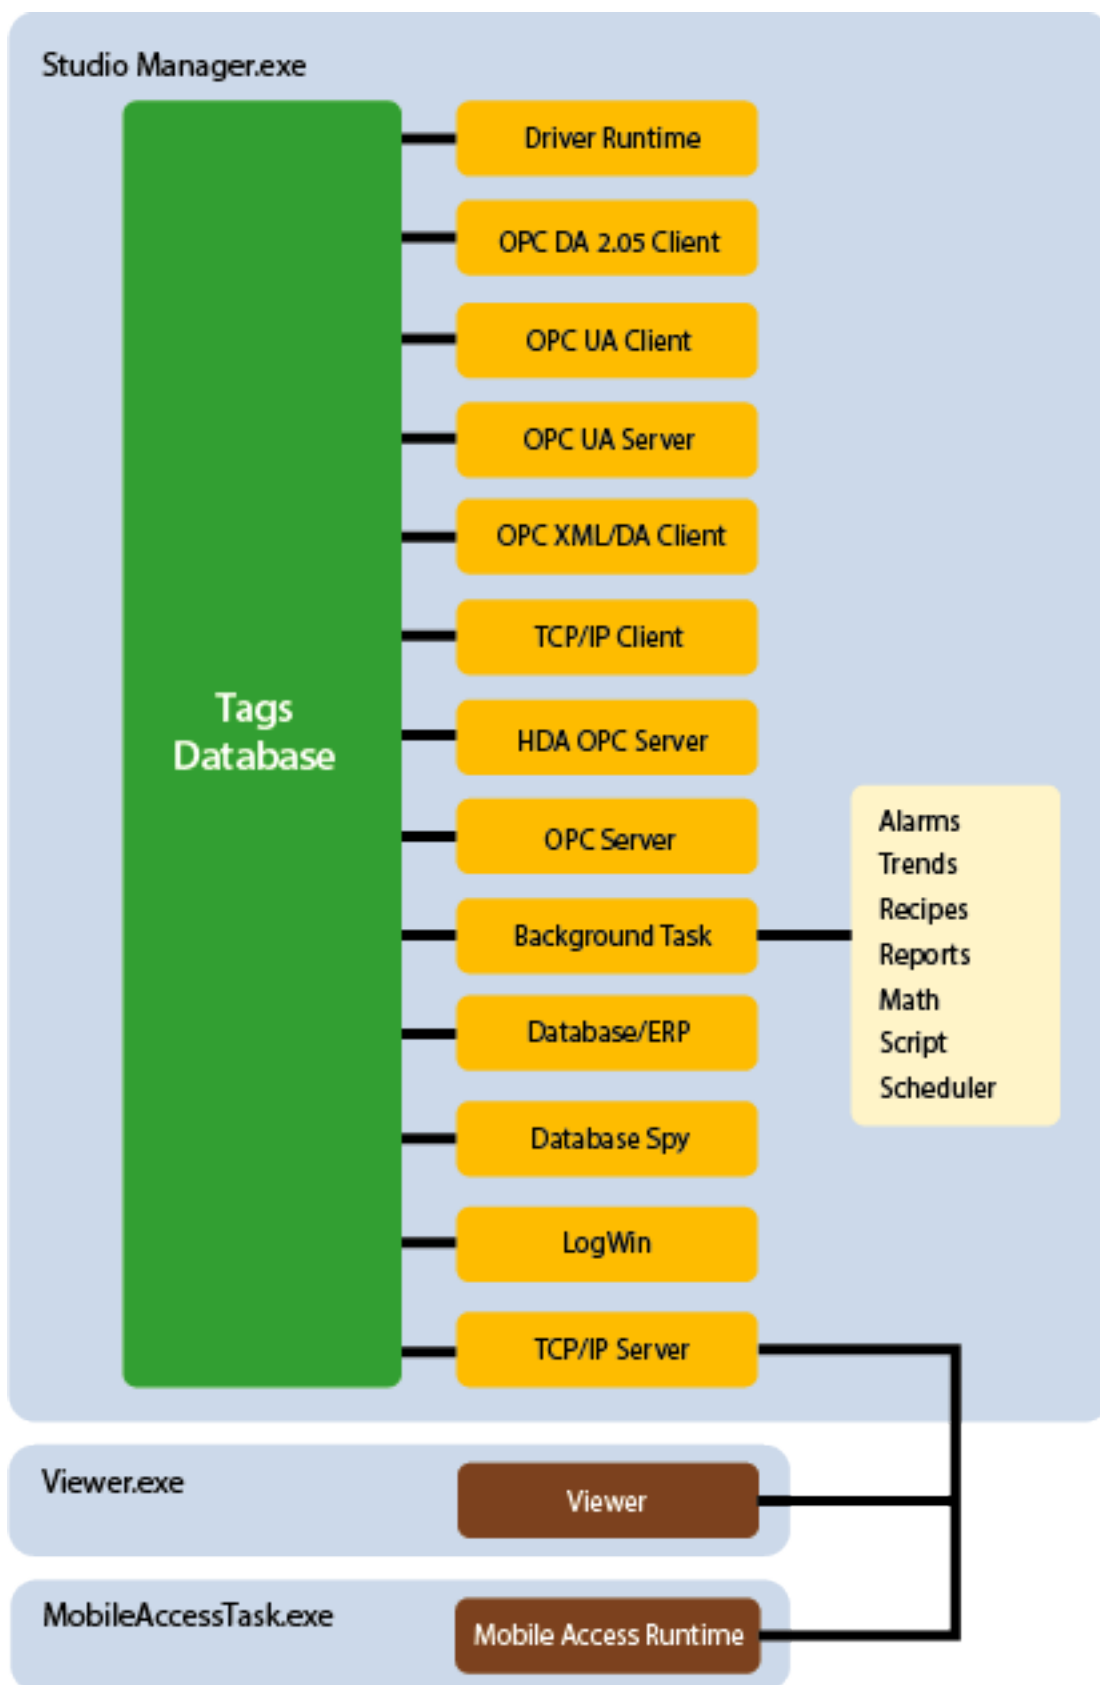 Studio Manager.exe
Tags
Database
Driver Runtime
OPC DA 2.05 Client
OPC UA Client
OPC UA Server
OPC XML/DA Client
TCP/IP Client
HDA OPC Server
OPC Server
Background Task
Alarms
Trends
Recipes
Reports
Math
Script
Scheduler
Database/ERP
Database Spy
LogWin
TCP/IP Server
Viewer.exe
Viewer
MobileAccessTask.exe
Mobile Access Runtime